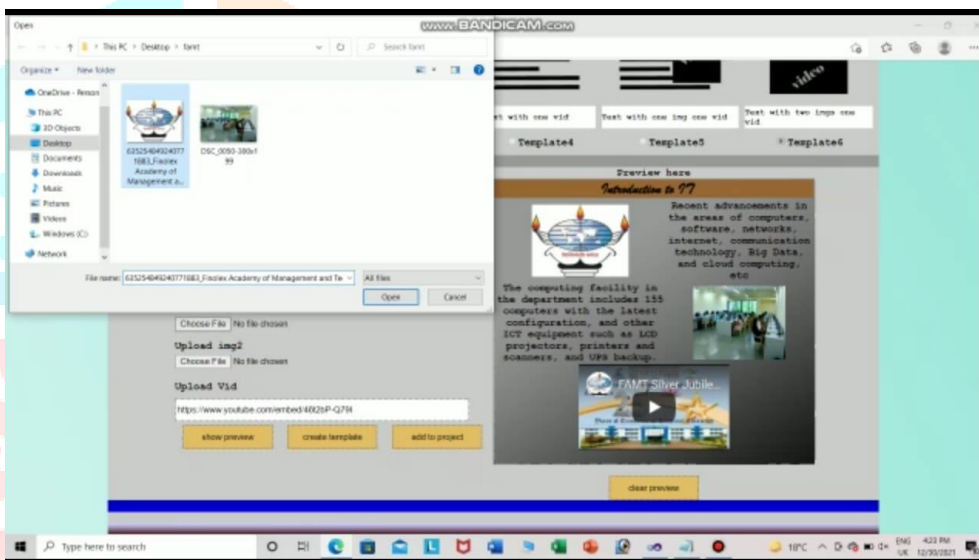 Open
www.BANDICAM.com
This PC > Desktop > famt
Search famt
Organize
New folder
OneDrive - Person
This PC
3D Objects
Desktop
Documents
Downloads
Music
Pictures
Videos
Windows (C:)
Network
DSC_0050-300x1
99
Academy of
Management a...
File name:
All files
Open
Cancel
video
Text with one img one vid
Text with two imgs one
vid
Template4
Template5
Template6
Preview here
Introduction to IT
Recent advancements in
the areas of computers,
software, networks,
internet, communication
technology, Big Data,
and cloud computing,
etc
The computing facility in
the department includes 155
computers with the latest
configuration, and other
ICT equipment such as LCD
projectors, printers and
scanners, and UPS backup.
FAMT Silver Jubile...
Choose File No file chosen
Upload img2
Choose File No file chosen
Upload Vid
show preview
create template
add to project
clear preview
Type here to search
18°C
ENG
UK
4:23 PM
12/30/2021